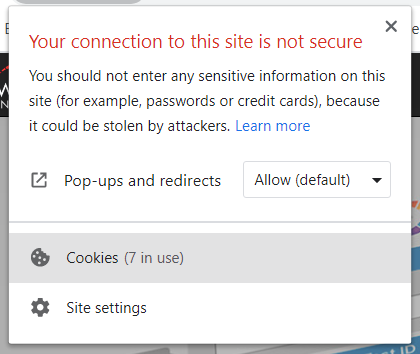 Your connection to this site is not secure
You should not enter any sensitive information on this
site (for example, passwords or credit cards), because
it could be stolen by attackers. Learn more
Pop-ups and redirects
Allow (default)
Cookies (7 in use)
Site settings